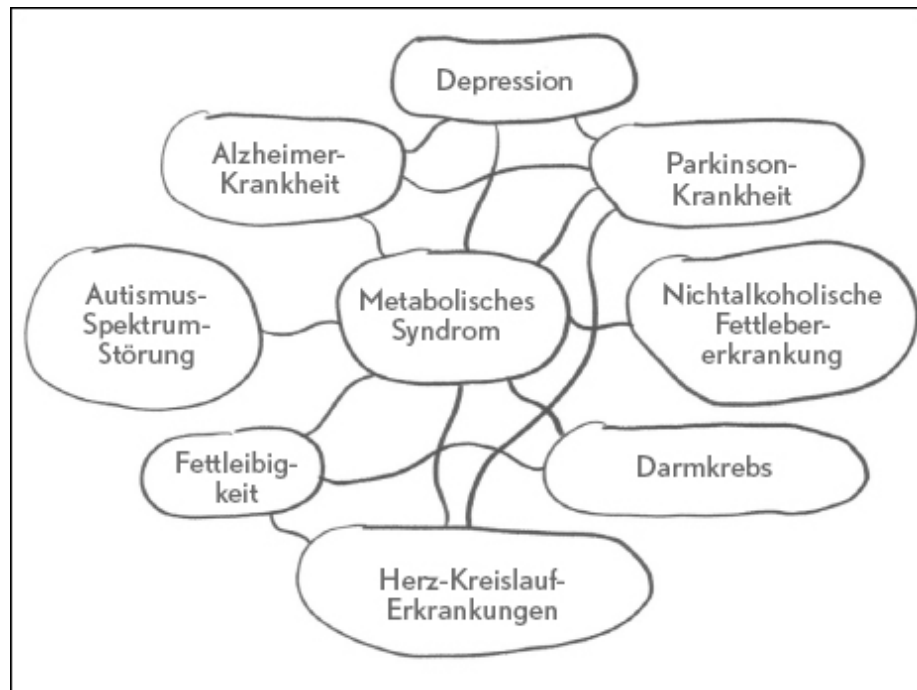 Depression
Alzheimer-
Krankheit
Parkinson-
Krankheit
Autismus-
Spektrum-
Störung
Metabolisches
Syndrom
Nichtalkoholische
Fettleber-
erkrankung
Fettleibig-
keit
Darmkrebs
Herz-Kreislauf-
Erkrankungen